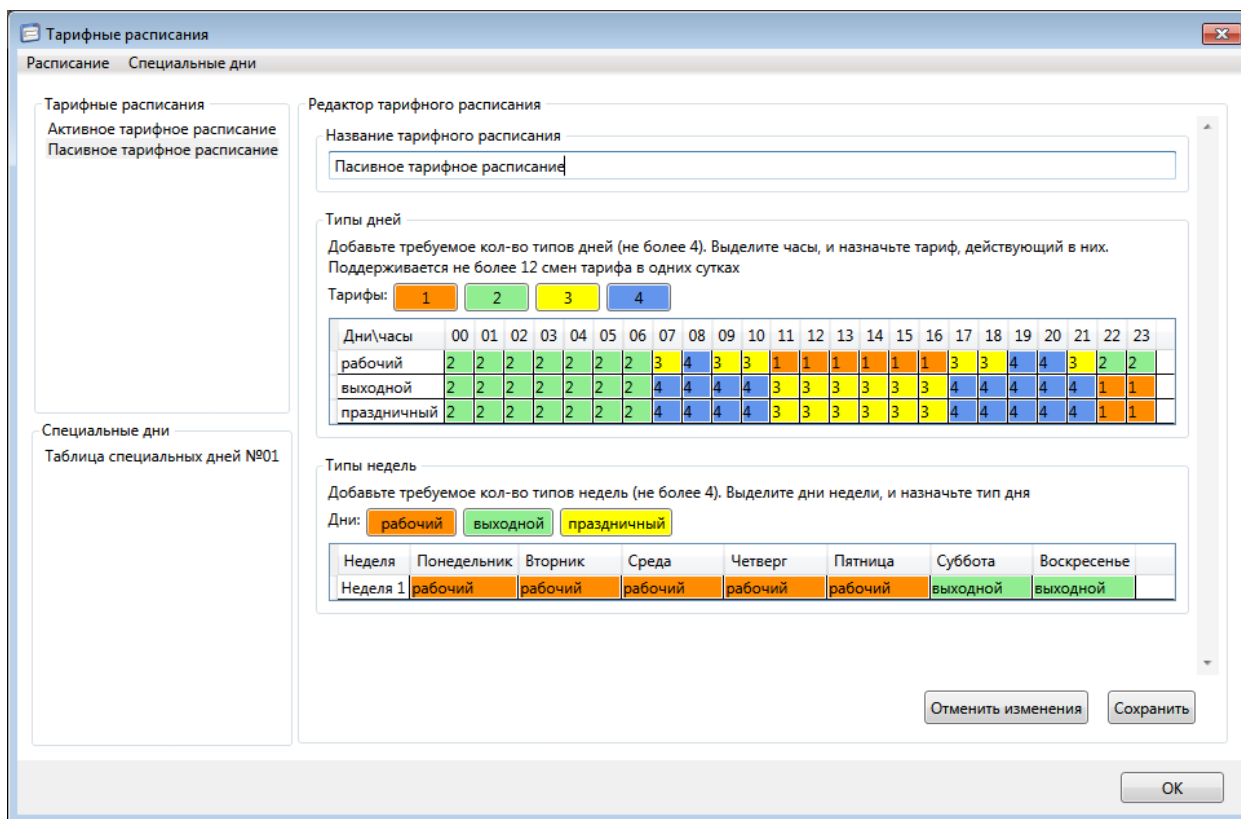 Тарифные расписания
Расписание Специальные дни
Тарифные расписания
Активное тарифное расписание
Пасивное тарифное расписание
Специальные дни
Таблица специальных дней №01
Редактор тарифного расписания
Название тарифного расписания
Пасивное тарифное расписание
Типы дней
Добавьте требуемое кол-во типов дней (не более 4). Выделите часы, и назначьте тариф, действующий в них.
Поддерживается не более 12 смен тарифа в одних сутках
Тарифы: 1 2 3 4
Дни\часы 00 01 02 03 04 05 06 07 08 09 10 11 12 13 14 15 16 17 18 19 20 21 22 23
рабочий 2 2 2 2 2 2 2 3 4 3 3 1 1 1 1 1 1 3 3 4 4 3 2 2
выходной 2 2 2 2 2 2 2 4 4 4 4 3 3 3 3 3 3 4 4 4 4 4 1 1
праздничный 2 2 2 2 2 2 2 4 4 4 4 3 3 3 3 3 3 4 4 4 4 4 1 1
Типы недель
Добавьте требуемое кол-во типов недель (не более 4). Выделите дни недели, и назначьте тип дня
Дни: рабочий выходной праздничный
Неделя Понедельник Вторник Среда Четверг Пятница Суббота Воскресенье
Неделя 1 рабочий рабочий рабочий рабочий рабочий выходной выходной
Отменить изменения Сохранить
ОК